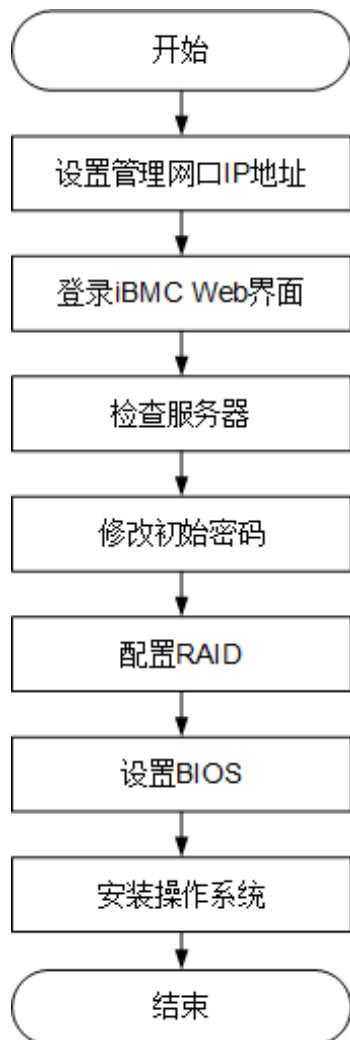 开始
设置管理网口IP地址
登录iBMC Web界面
检查服务器
修改初始密码
配置RAID
设置BIOS
安装操作系统
结束